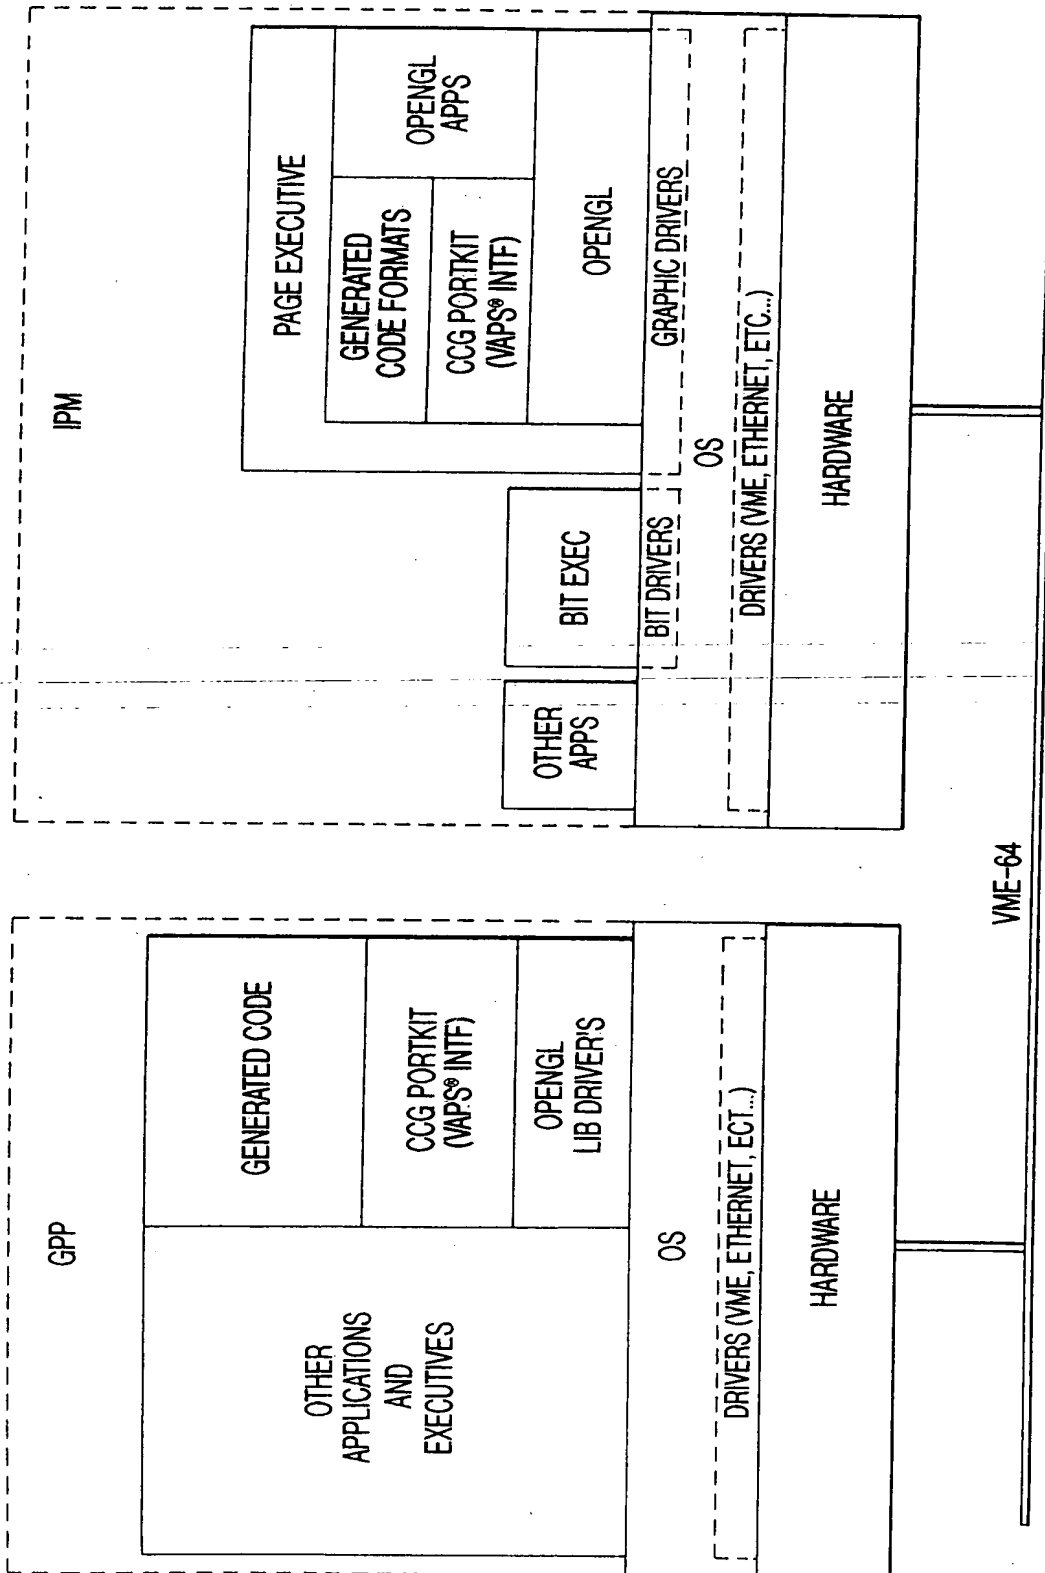 GPP
OTHER
APPLICATIONS
AND
EXECUTIVES
GENERATED CODE
CCG PORTKIT
(VAPS® INTF)
OPENGL
LIB DRIVER'S
OS
DRIVERS (VME, ETHERNET, ECT...)
HARDWARE
VME-64
IPM
PAGE EXECUTIVE
GENERATED
CODE FORMATS
OPENGL
APPS
CCG PORTKIT
(VAPS® INTF)
OPENGL
OTHER
APPS
BIT EXEC
BIT DRIVERS
GRAPHIC DRIVERS
OS
DRIVERS (VME, ETHERNET, ETC...)
HARDWARE